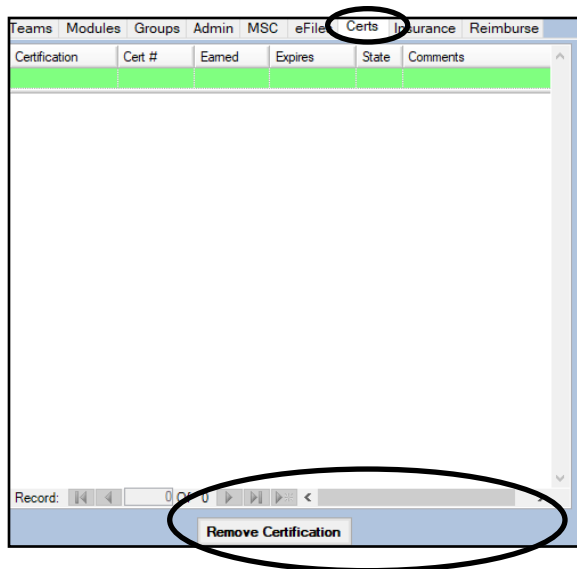 Teams Modules Groups Admin MSC eFiles Certs Insurance Reimburse
Certification Cert # Earned Expires State Comments
Record: 0 Of 0
Remove Certification